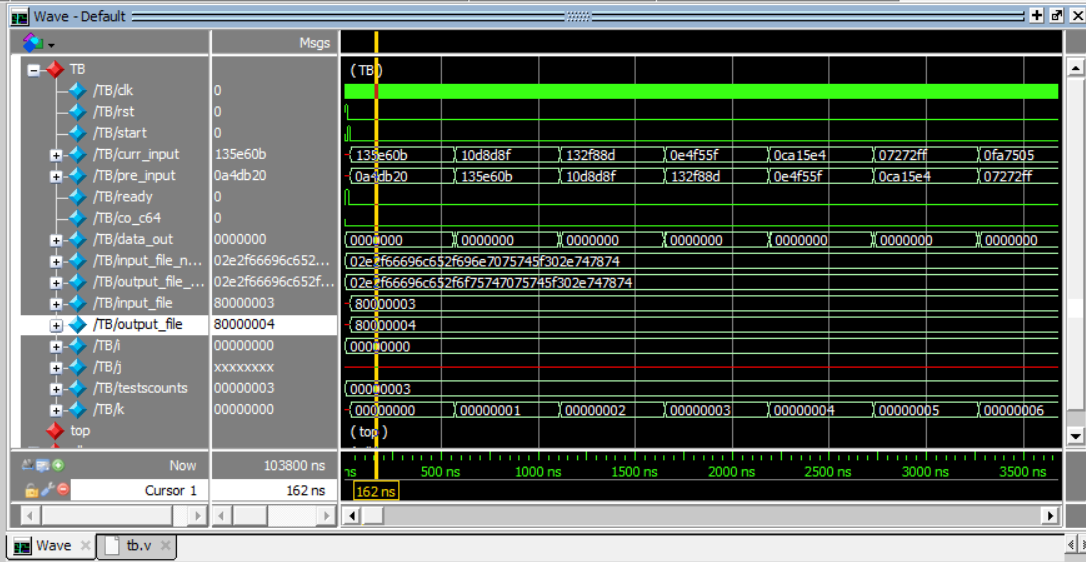 Wave - Default
Msgs
TB (TB)
/TB/clk 0
/TB/rst 0
/TB/start 0
/TB/curr_input 135e60b 135e60b 10d8d8f 132f88d 0e4f55f 0ca15e4 07272ff 0fa7505
/TB/pre_input 0a4db20 0a4db20 135e60b 10d8d8f 132f88d 0e4f55f 0ca15e4 07272ff
/TB/ready 0
/TB/co_c64 0
/TB/data_out 0000000 0000000 0000000 0000000 0000000 0000000 0000000 0000000
/TB/input_file_n... 02e2f66696c652... 02e2f66696c652f696e7075745f302e747874
/TB/output_file_... 02e2f66696c652f... 02e2f66696c652f6f75747075745f302e747874
/TB/input_file 80000003 80000003
/TB/output_file 80000004 80000004
/TB/i 00000000 00000000
/TB/j xxxxxxxx
/TB/testscounts 00000003 00000003
/TB/k 00000000 00000000 00000001 00000002 00000003 00000004 00000005 00000006
top (top)
Now 103800 ns ns 500 ns 1000 ns 1500 ns 2000 ns 2500 ns 3000 ns 3500 ns
Cursor 1 162 ns 162 ns
Wave tb.v